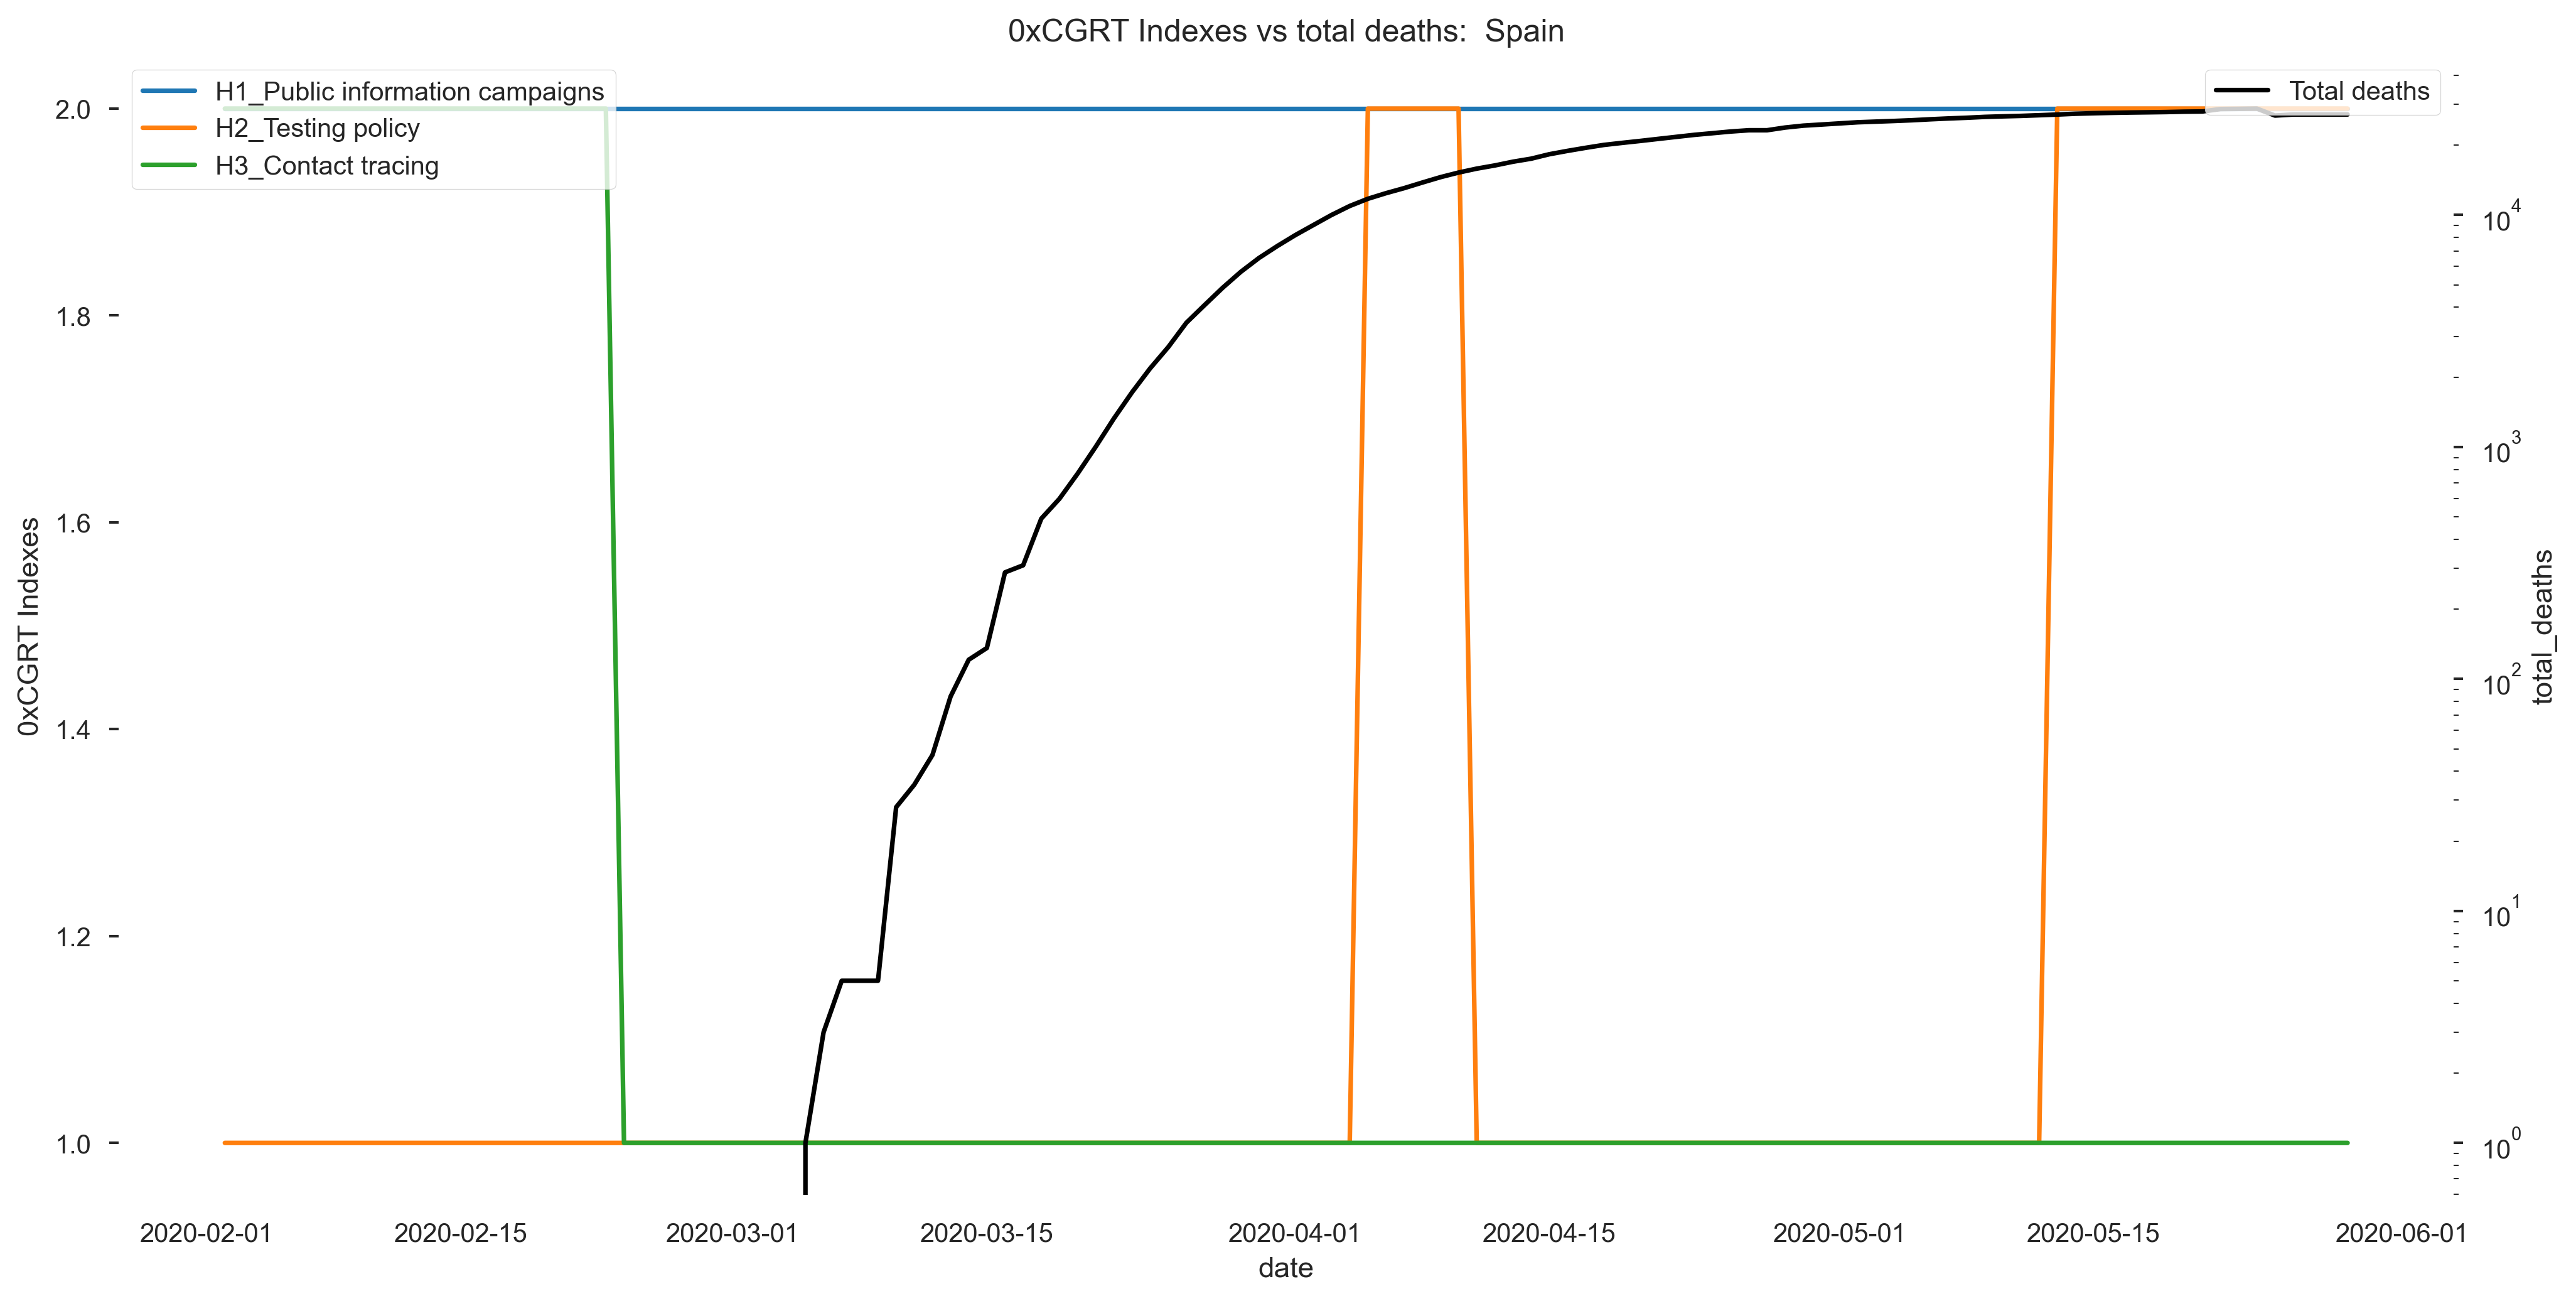 0xCGRT Indexes vs total deaths:  Spain
H1_Public information campaigns
H2_Testing policy
H3_Contact tracing
Total deaths
0xCGRT Indexes
2.0
1.8
1.6
1.4
1.2
1.0
total_deaths
10^4
10^3
10^2
10^1
10^0
2020-02-01 2020-02-15 2020-03-01 2020-03-15 2020-04-01 2020-04-15 2020-05-01 2020-05-15 2020-06-01
date